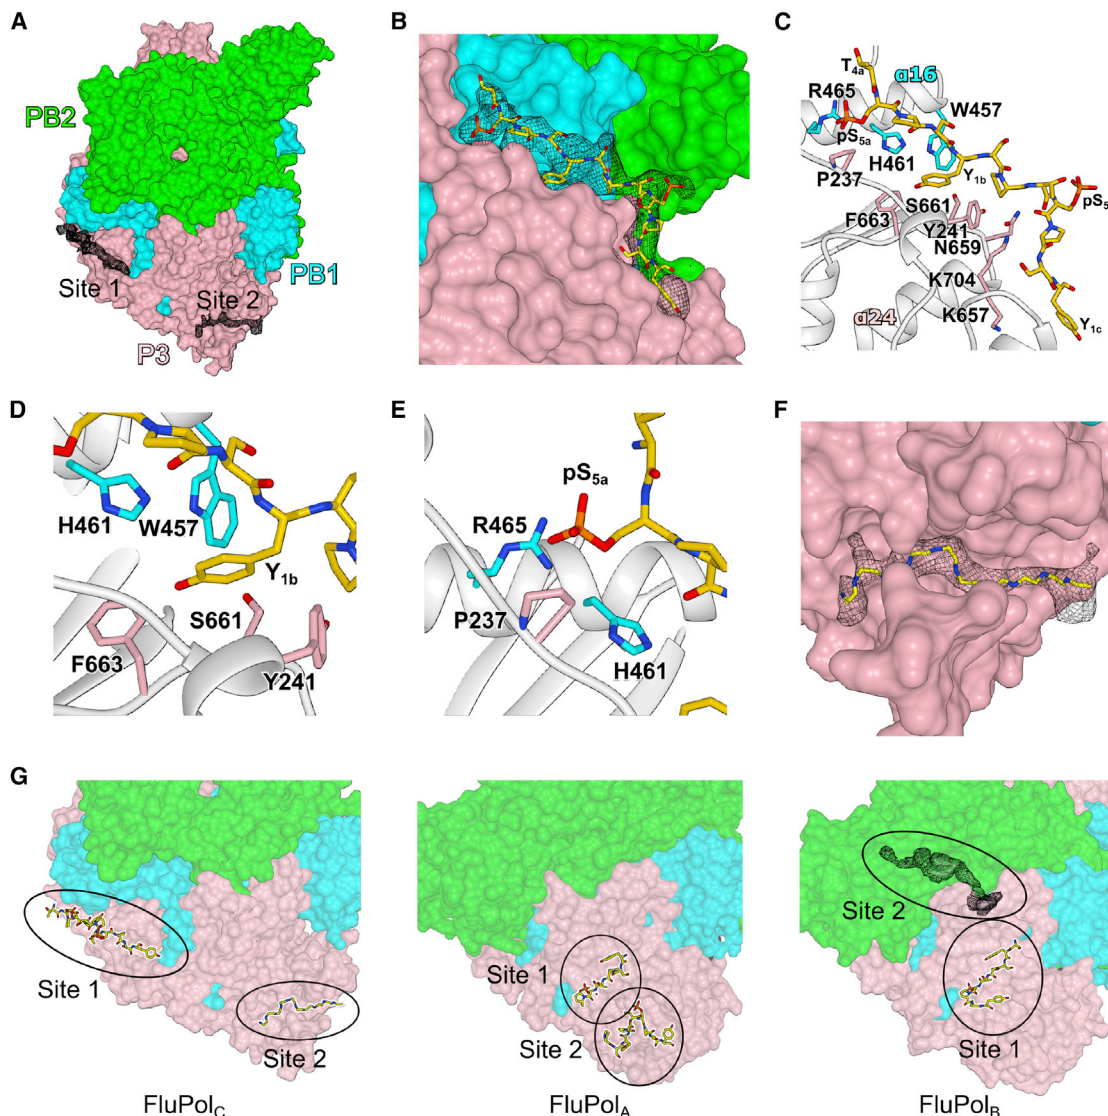 A
PB2
PB1
Site 1
Site 2
P3
B
C
T4a
α16
R465
W457
pS5a
H461
P237
Y1b
pS5
F663
S661
Y241
N659
K704
α24
K657
Y1c
D
H461
W457
Y1b
S661
F663
Y241
E
pS5a
R465
P237
H461
F
G
Site 1
Site 2
FluPolC
Site 1
Site 2
FluPolA
Site 2
Site 1
FluPolB